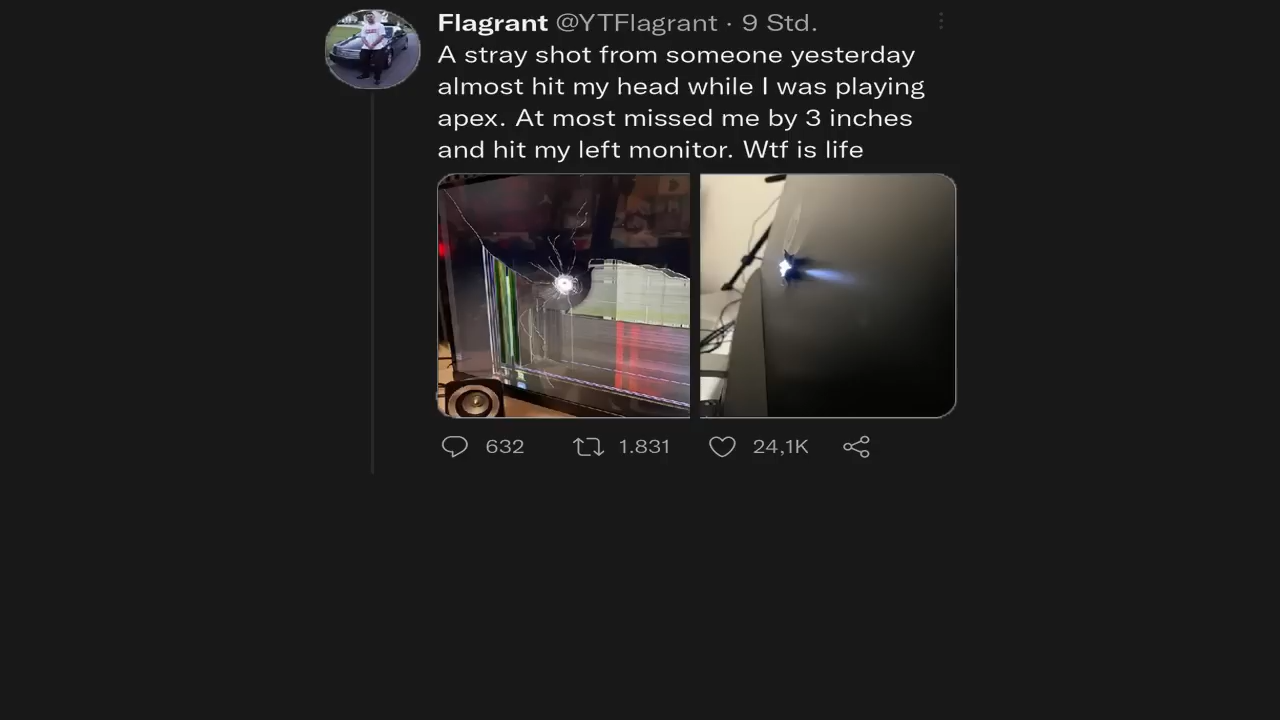 Flagrant @YTFlagrant · 9 Std.
A stray shot from someone yesterday
almost hit my head while I was playing
apex. At most missed me by 3 inches
and hit my left monitor. Wtf is life
632 1.831 24,1K